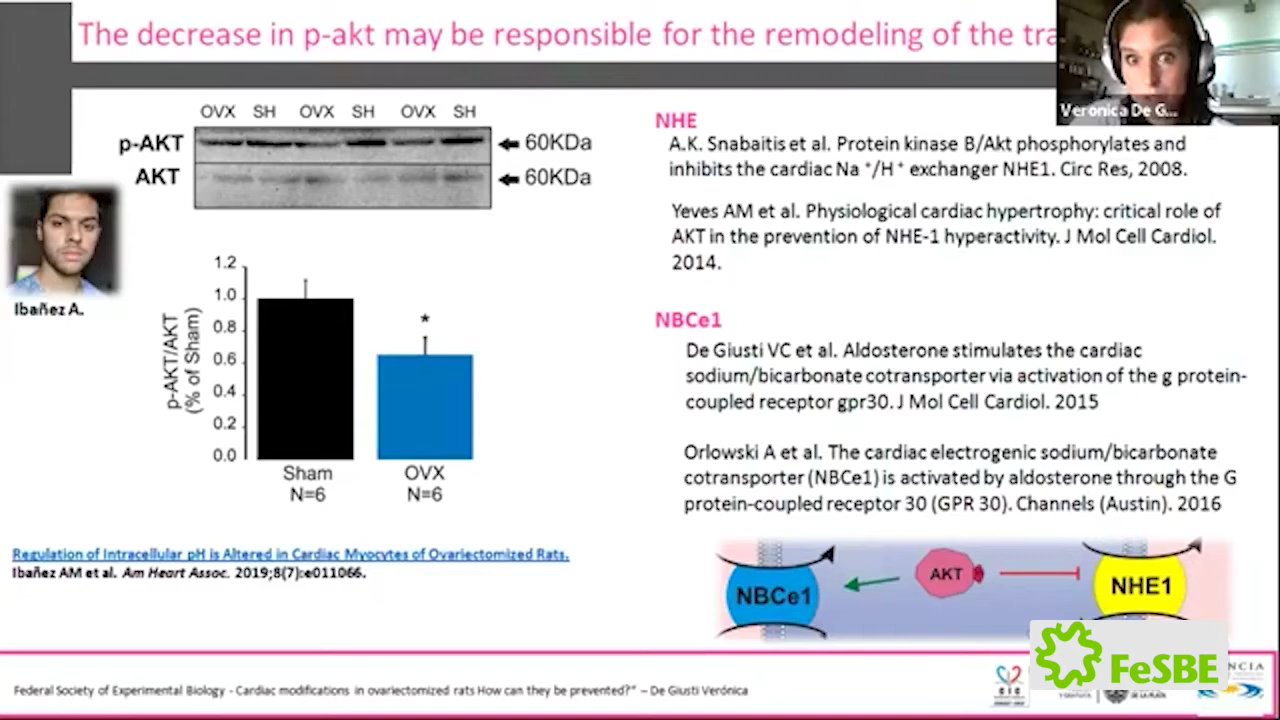 The decrease in p-akt may be responsible for the remodeling of the
Veronica De G...
OVX SH OVX SH OVX SH
p-AKT 60KDa
AKT 60KDa
Ibañez A.
1.2
1.0
0.8
0.6
0.4
0.2
0.0
p-AKT/AKT
(% of Sham)
*
Sham OVX
N=6 N=6
Regulation of Intracellular pH is Altered in Cardiac Myocytes of Ovariectomized Rats.
Ibañez AM et al. Am Heart Assoc. 2019;8(7):e011066.
NHE
A.K. Snabaitis et al. Protein kinase B/Akt phosphorylates and
inhibits the cardiac Na +/H + exchanger NHE1. Circ Res, 2008.
Yeves AM et al. Physiological cardiac hypertrophy: critical role of
AKT in the prevention of NHE-1 hyperactivity. J Mol Cell Cardiol.
2014.
NBCe1
De Giusti VC et al. Aldosterone stimulates the cardiac
sodium/bicarbonate cotransporter via activation of the g protein-
coupled receptor gpr30. J Mol Cell Cardiol. 2015
Orlowski A et al. The cardiac electrogenic sodium/bicarbonate
cotransporter (NBCe1) is activated by aldosterone through the G
protein-coupled receptor 30 (GPR 30). Channels (Austin). 2016
NBCe1 AKT NHE1
FeSBE
Federal Society of Experimental Biology - Cardiac modifications in ovariectomized rats How can they be prevented?" – De Giusti Verónica
DE LA PLATA